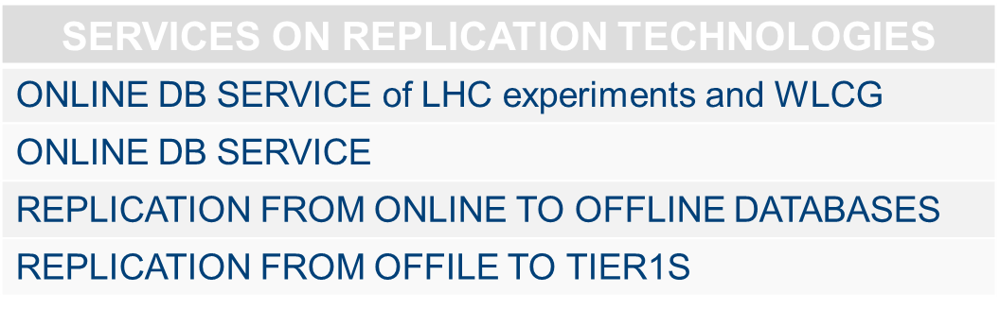 SERVICES ON REPLICATION TECHNOLOGIES
ONLINE DB SERVICE of LHC experiments and WLCG
ONLINE DB SERVICE
REPLICATION FROM ONLINE TO OFFLINE DATABASES
REPLICATION FROM OFFILE TO TIER1S